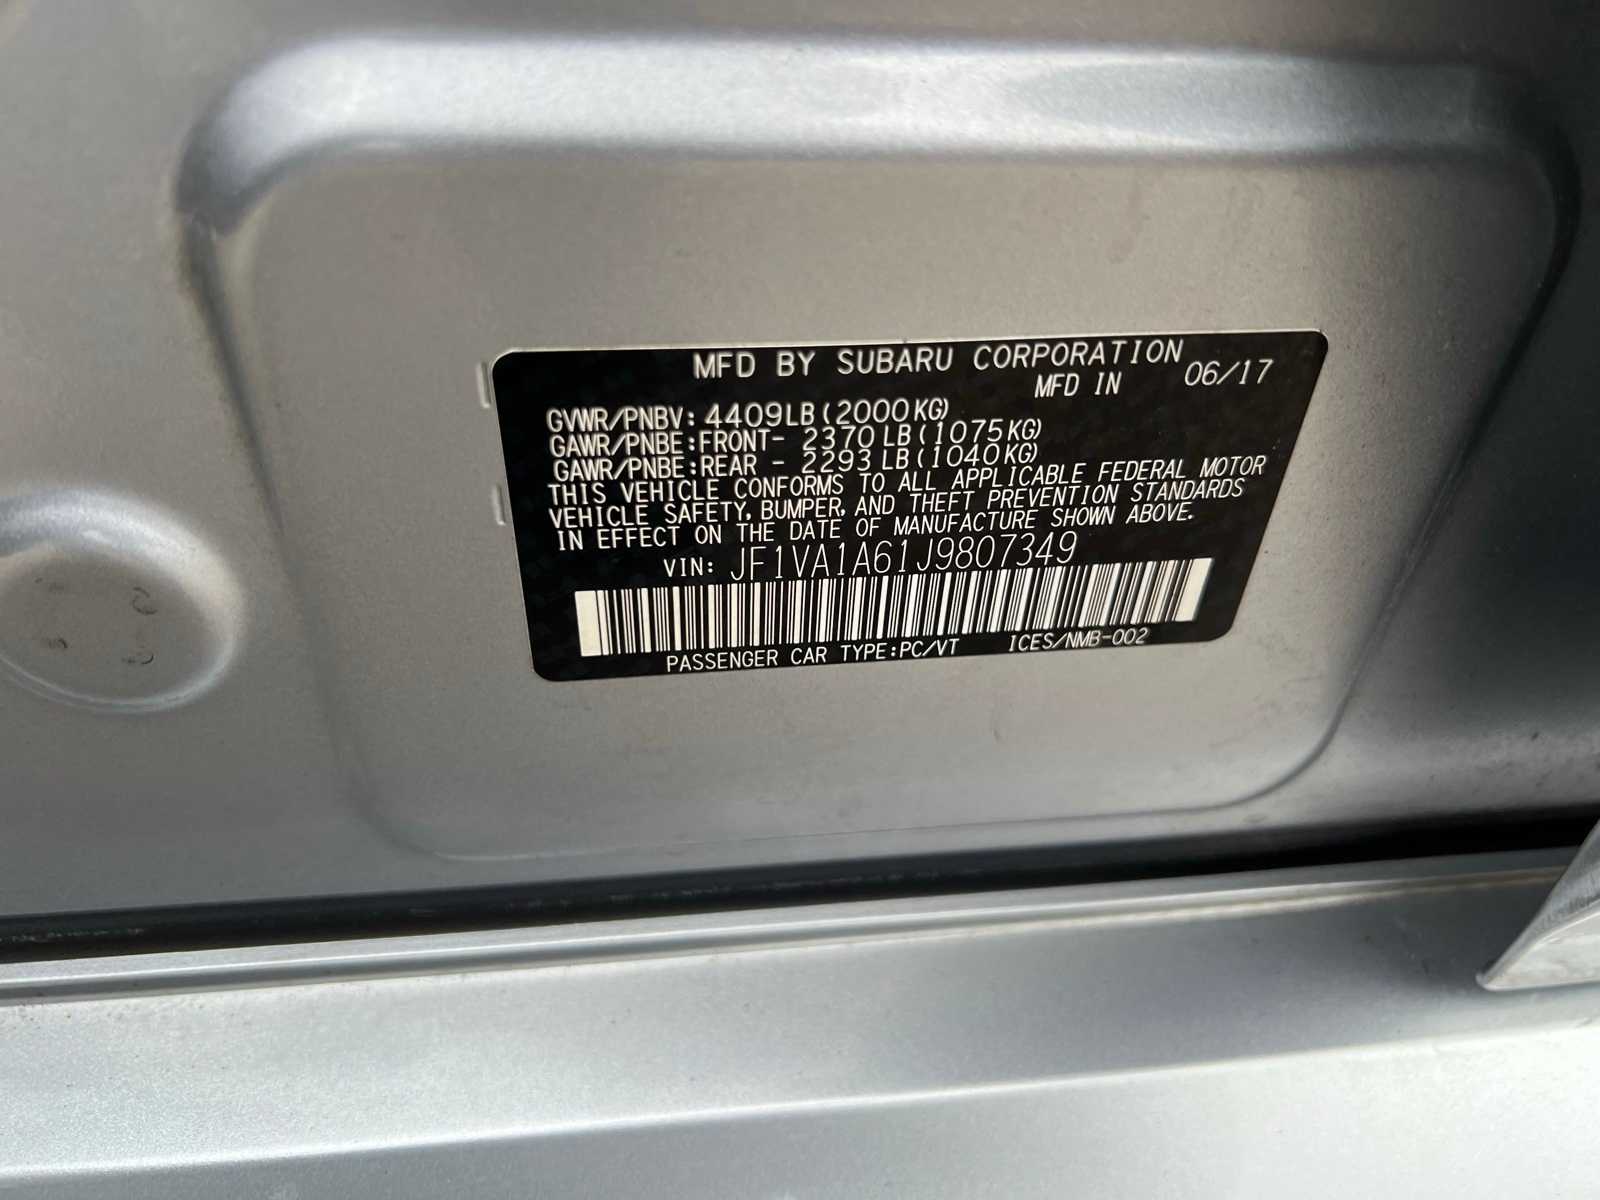 MFD BY SUBARU CORPORATION
MFD IN 06/17
GVWR/PNBV: 4409LB(2000KG)
GAWR/PNBE:FRONT- 2370LB(1075KG)
GAWR/PNBE:REAR - 2293LB(1040KG)
THIS VEHICLE CONFORMS TO ALL APPLICABLE FEDERAL MOTOR
VEHICLE SAFETY, BUMPER, AND THEFT PREVENTION STANDARDS
IN EFFECT ON THE DATE OF MANUFACTURE SHOWN ABOVE.
VIN: JF1VA1A61J9807349
PASSENGER CAR TYPE:PC/VT ICES/NMB-002